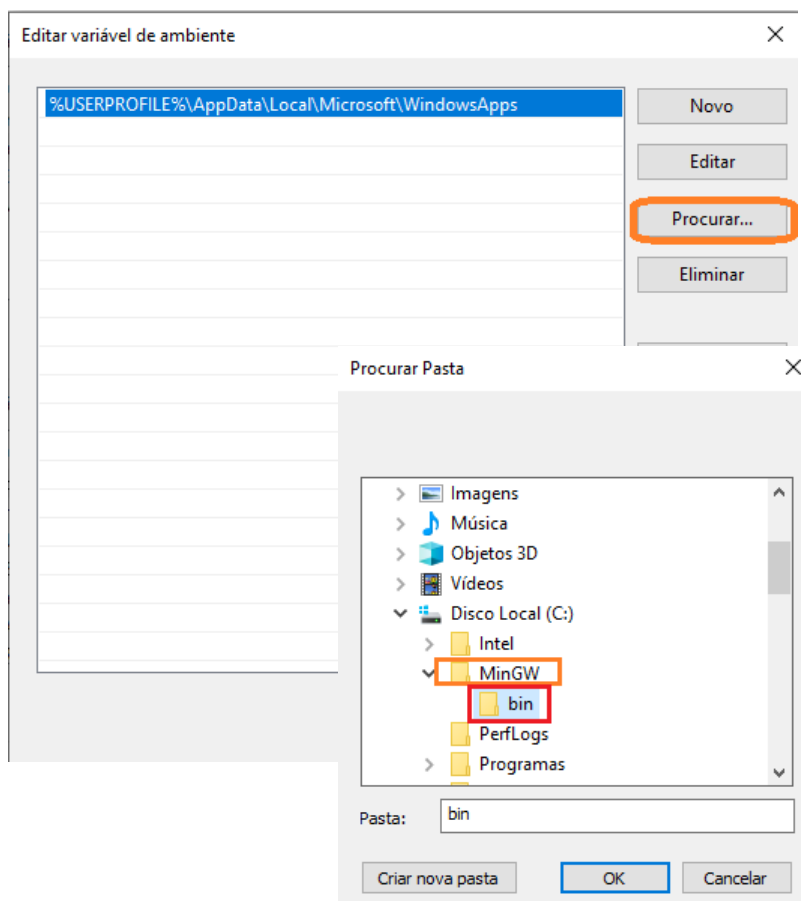 Editar variável de ambiente
%USERPROFILE%\AppData\Local\Microsoft\WindowsApps
Novo
Editar
Procurar...
Eliminar
Procurar Pasta
Imagens
Música
Objetos 3D
Vídeos
Disco Local (C:)
Intel
MinGW
bin
PerfLogs
Programas
Pasta:
bin
Criar nova pasta
OK
Cancelar